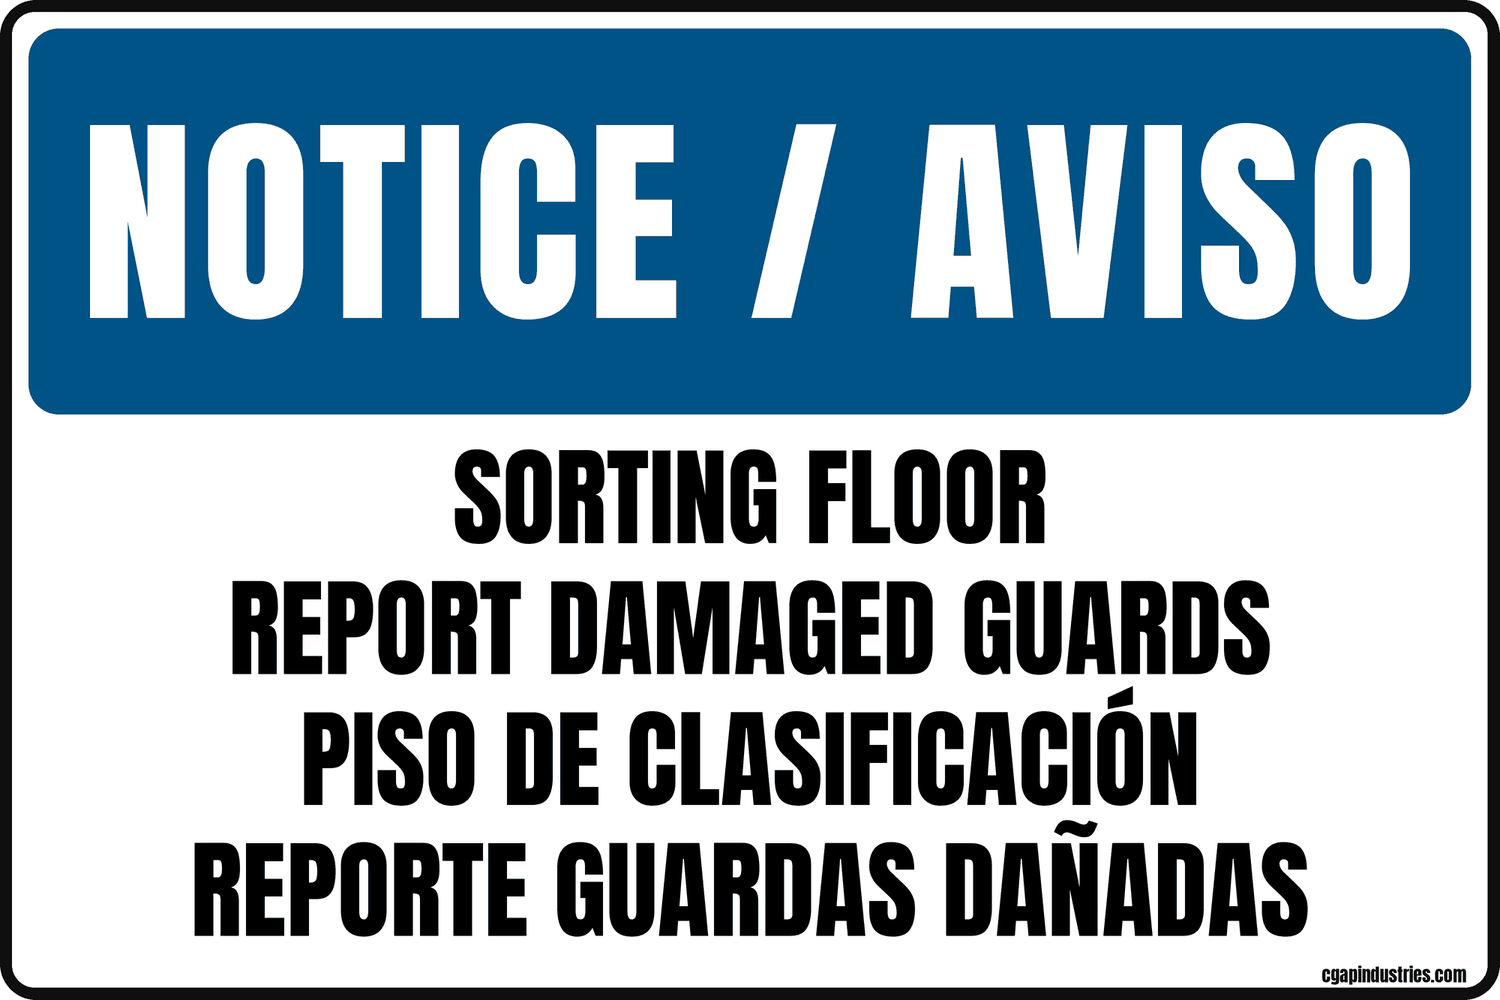 NOTICE / AVISO
SORTING FLOOR
REPORT DAMAGED GUARDS
PISO DE CLASIFICACIÓN
REPORTE GUARDAS DAÑADAS
cgapindustries.com